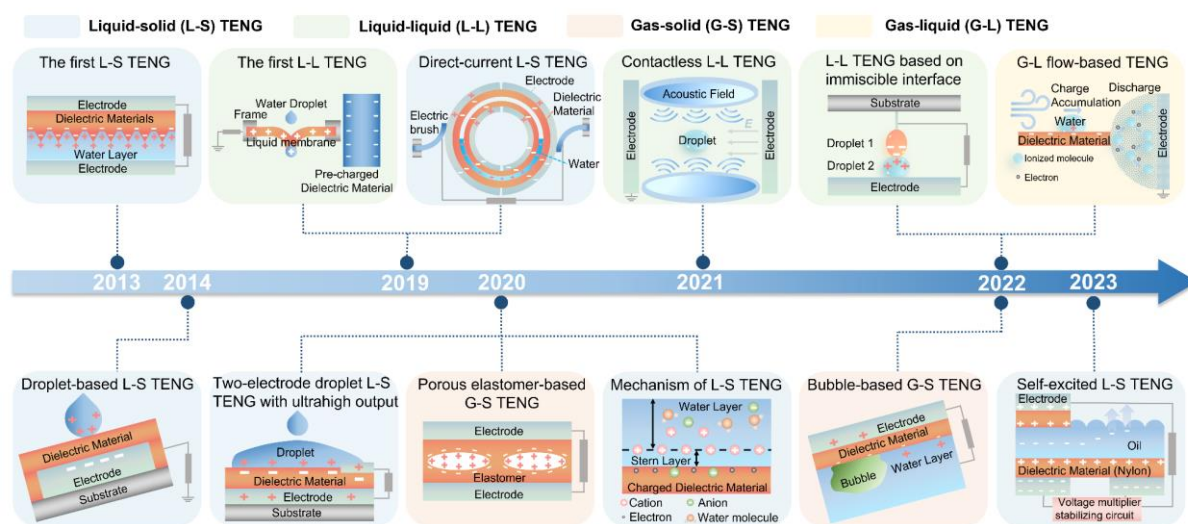 Liquid-solid (L-S) TENG
Liquid-liquid (L-L) TENG
Gas-solid (G-S) TENG
Gas-liquid (G-L) TENG
The first L-S TENG
Electrode
Dielectric Materials
Water Layer
Electrode
The first L-L TENG
Water Droplet
Frame
Liquid membrane
Pre-charged
Dielectric Material
Direct-current L-S TENG
Electrode
Dielectric
Material
Electric
brush
Water
Contactless L-L TENG
Acoustic Field
Electrode
E
Droplet
Electrode
L-L TENG based on
immiscible interface
Substrate
Droplet 1
Droplet 2
Electrode
G-L flow-based TENG
Charge
Accumulation
Discharge
Water
Dielectric Material
Ionized molecule
Electron
Electrode
2013
2014
2019
2020
2021
2022
2023
Droplet-based L-S TENG
Dielectric Material
Electrode
Substrate
Two-electrode droplet L-S
TENG with ultrahigh output
Droplet
Dielectric Material
Electrode
Substrate
Porous elastomer-based
G-S TENG
Electrode
Elastomer
Electrode
Mechanism of L-S TENG
Water Layer
Stern Layer
Charged Dielectric Material
Cation
Anion
Electron
Water molecule
Bubble-based G-S TENG
Electrode
Dielectric Material
Water Layer
Bubble
Self-excited L-S TENG
Electrode
Oil
Dielectric Material (Nylon)
Voltage multiplier
stabilizing circuit